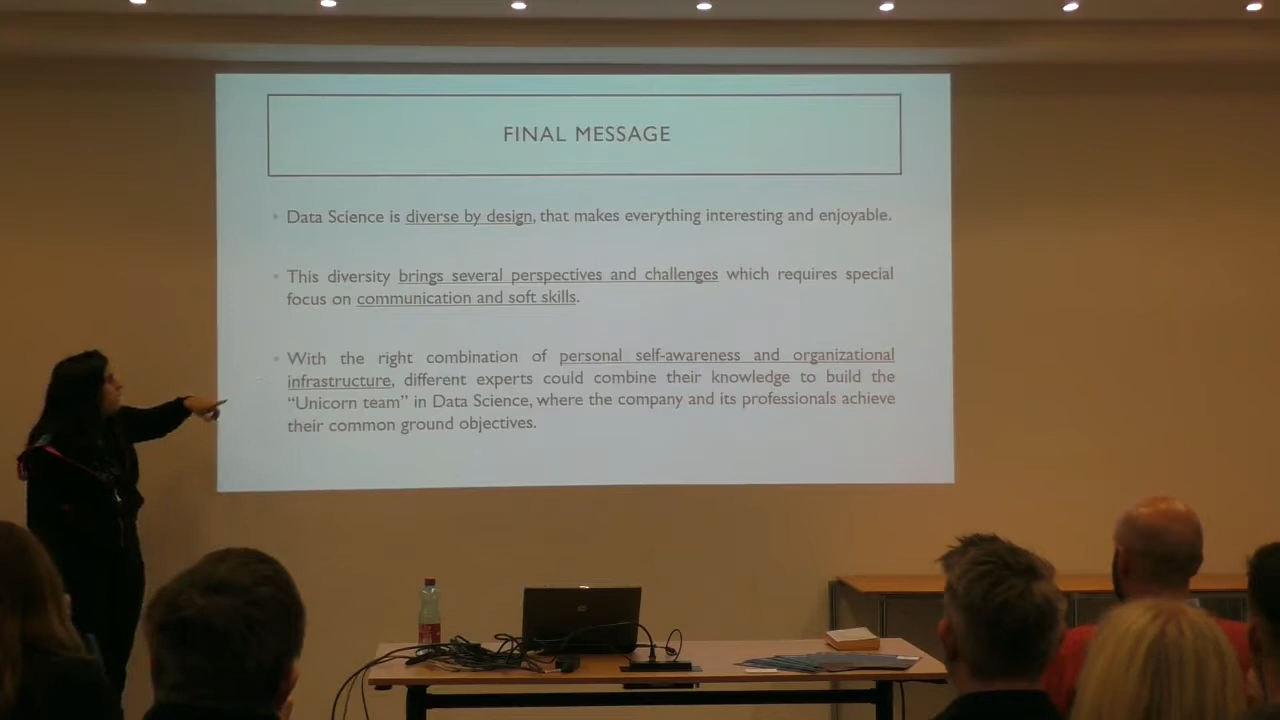 FINAL MESSAGE
• Data Science is diverse by design, that makes everything interesting and enjoyable.
• This diversity brings several perspectives and challenges which requires special
focus on communication and soft skills.
• With the right combination of personal self-awareness and organizational
infrastructure, different experts could combine their knowledge to build the
“Unicorn team” in Data Science, where the company and its professionals achieve
their common ground objectives.